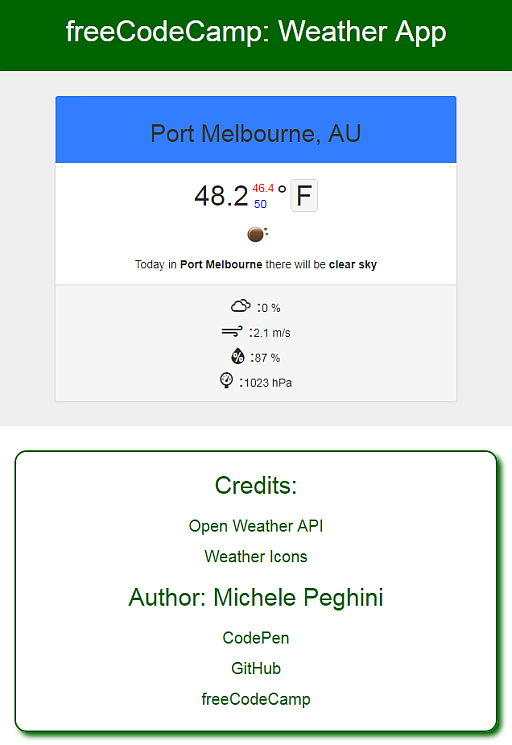 freeCodeCamp: Weather App
Port Melbourne, AU
48.2 46.4 50 ° F
Today in Port Melbourne there will be clear sky
:0 %
:2.1 m/s
% :87 %
:1023 hPa
Credits:
Open Weather API
Weather Icons
Author: Michele Peghini
CodePen
GitHub
freeCodeCamp